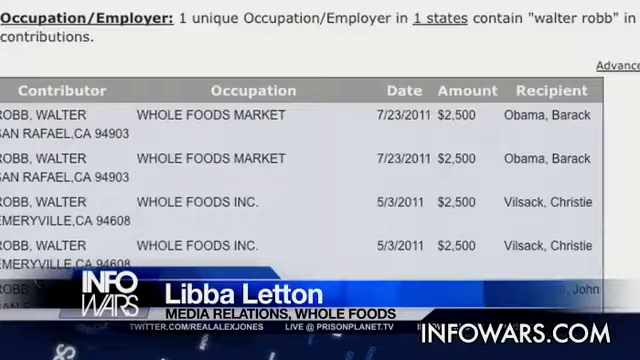 Occupation/Employer: 1 unique Occupation/Employer in 1 states contain "walter robb" in
contributions.
Advance
Contributor Occupation Date Amount Recipient
ROBB, WALTER WHOLE FOODS MARKET 7/23/2011 $2,500 Obama, Barack
SAN RAFAEL,CA 94903
ROBB, WALTER WHOLE FOODS MARKET 7/23/2011 $2,500 Obama, Barack
SAN RAFAEL,CA 94903
ROBB, WALTER WHOLE FOODS INC. 5/3/2011 $2,500 Vilsack, Christie
EMERYVILLE,CA 94608
ROBB, WALTER WHOLE FOODS INC. 5/3/2011 $2,500 Vilsack, Christie
EMERYVILLE,CA 94608
John
INFO
WARS
Libba Letton
MEDIA RELATIONS, WHOLE FOODS
TWITTER.COM/REALALEXJONES LIVE @ PRISONPLANET.TV
INFOWARS.COM